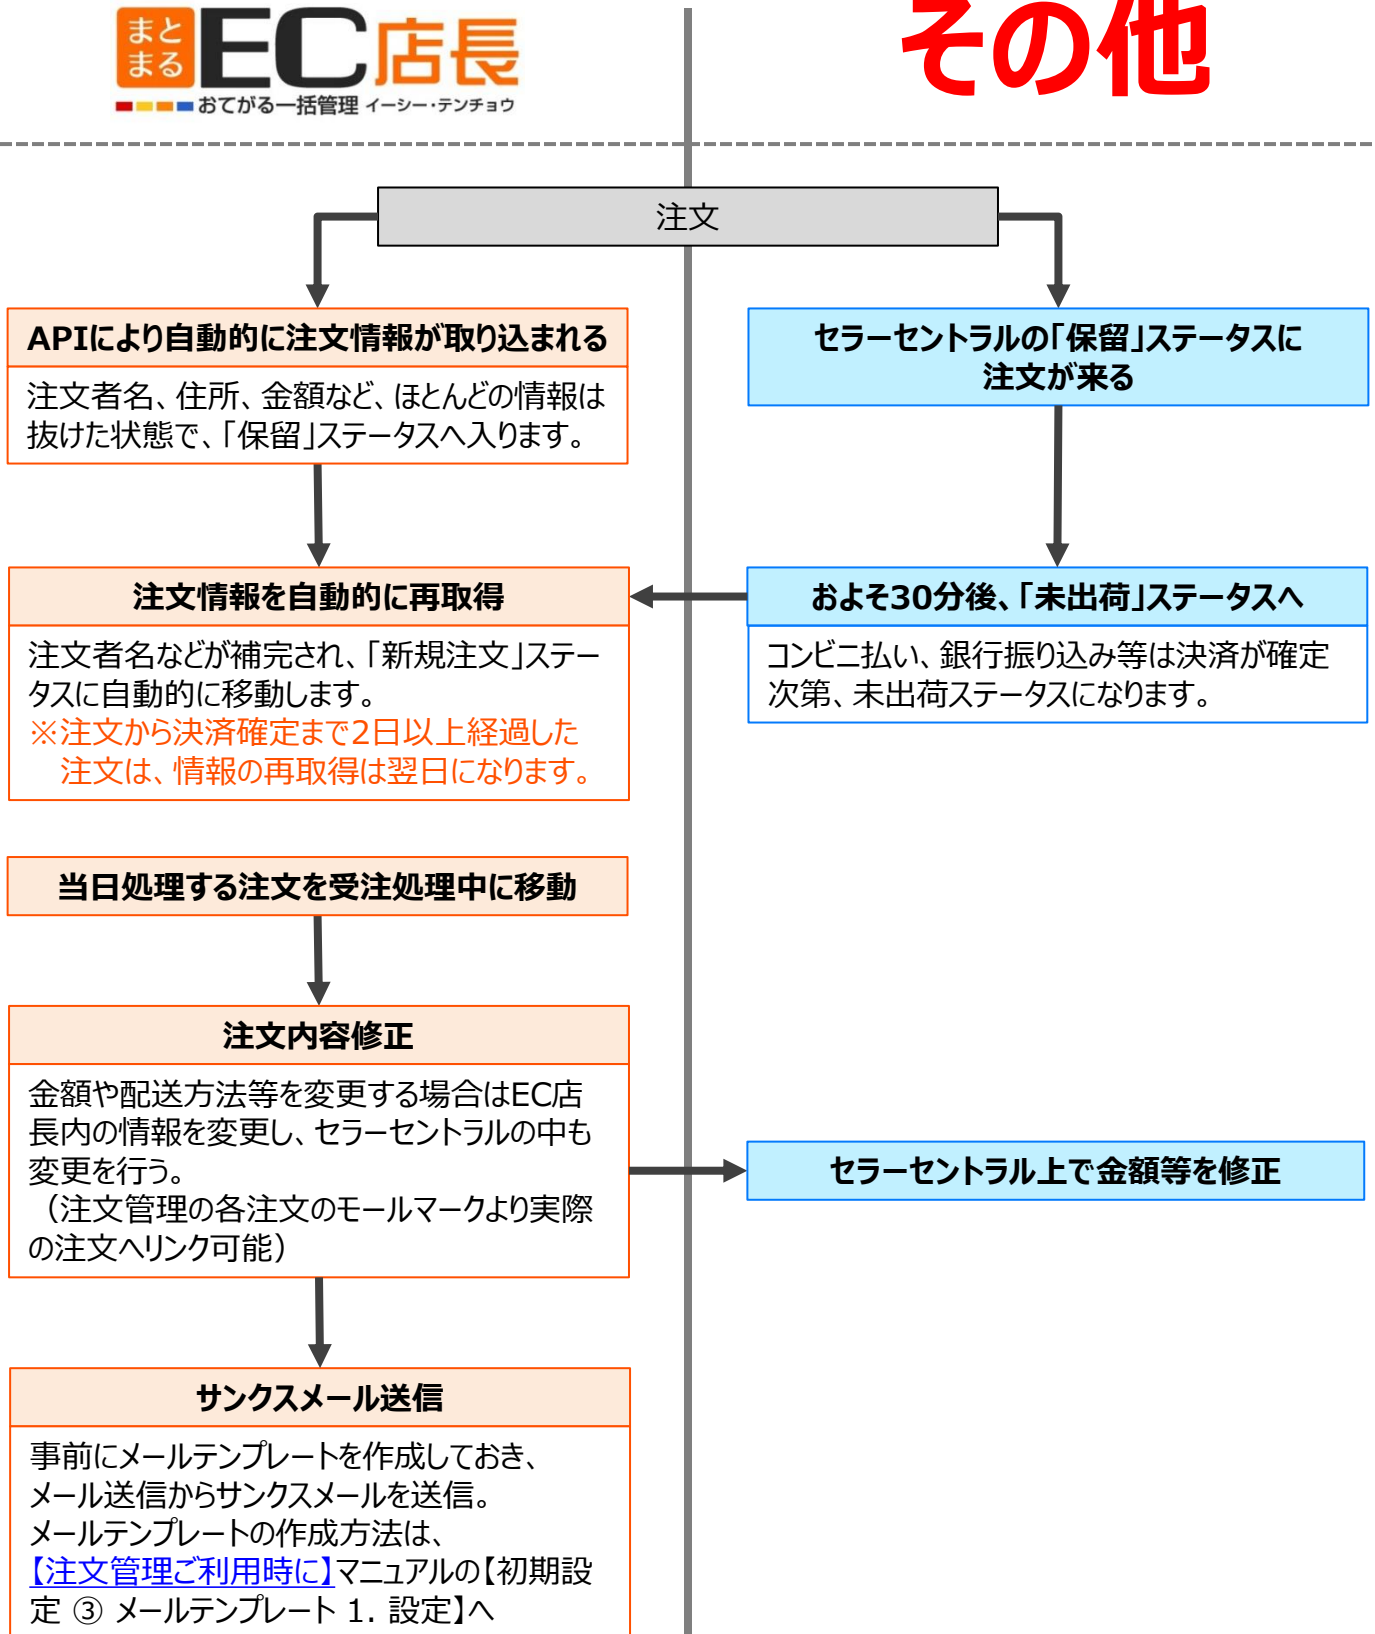 まと
まる
EC店長
おてがる一括管理 イーシー・テンチョウ
その他
注文
APIにより自動的に注文情報が取り込まれる
注文者名、住所、金額など、ほとんどの情報は
抜けた状態で、「保留」ステータスへ入ります。
セラーセントラルの「保留」ステータスに
注文が来る
注文情報を自動的に再取得
注文者名などが補完され、「新規注文」ステー
タスに自動的に移動します。
※注文から決済確定まで2日以上経過した
注文は、情報の再取得は翌日になります。
およそ30分後、「未出荷」ステータスへ
コンビニ払い、銀行振り込み等は決済が確定
次第、未出荷ステータスになります。
当日処理する注文を受注処理中に移動
注文内容修正
金額や配送方法等を変更する場合はEC店
長内の情報を変更し、セラーセントラルの中も
変更を行う。
（注文管理の各注文のモールマークより実際
の注文へリンク可能）
セラーセントラル上で金額等を修正
サンクスメール送信
事前にメールテンプレートを作成しておき、
メール送信からサンクスメールを送信。
メールテンプレートの作成方法は、
【注文管理ご利用時に】マニュアルの【初期設
定 ③ メールテンプレート 1. 設定】へ